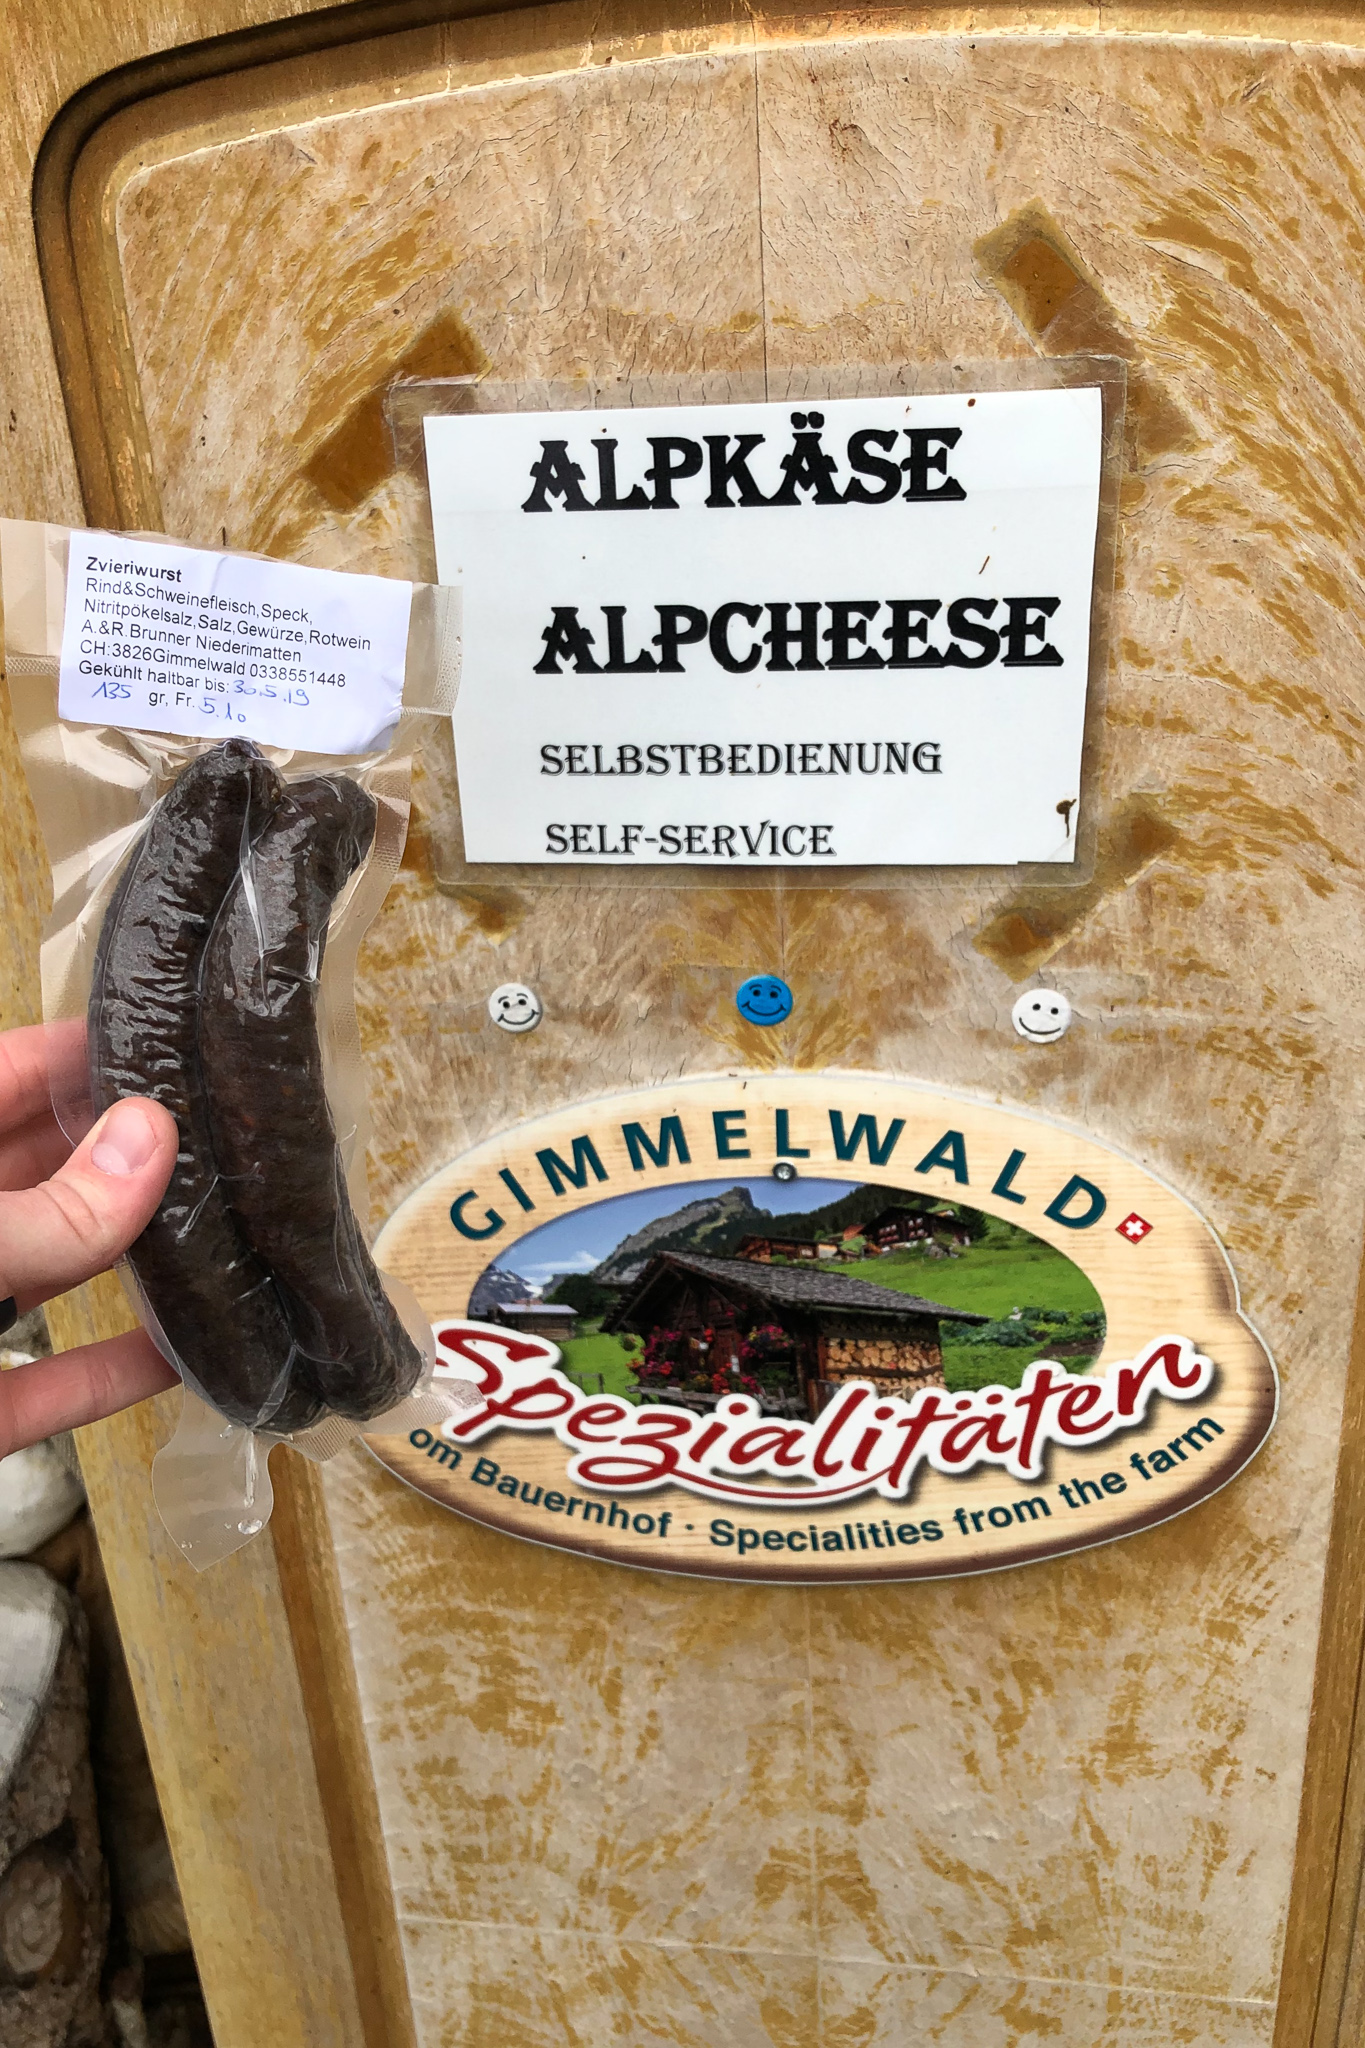 Zvieriwurst
Rind&Schweinefleisch,Speck,
Nitritpökelsalz,Salz,Gewürze,Rotwein
A.&R.Brunner Niedermatten
CH:3826Gimmelwald 0338551448
Gekühlt haltbar bis: 30.5.19
135 gr, Fr. 5.10
ALPKÄSE
ALPCHEESE
SELBSTBEDIENUNG
SELF-SERVICE
GIMMELWALD
Spezialitäten
om Bauernhof · Specialities from the farm